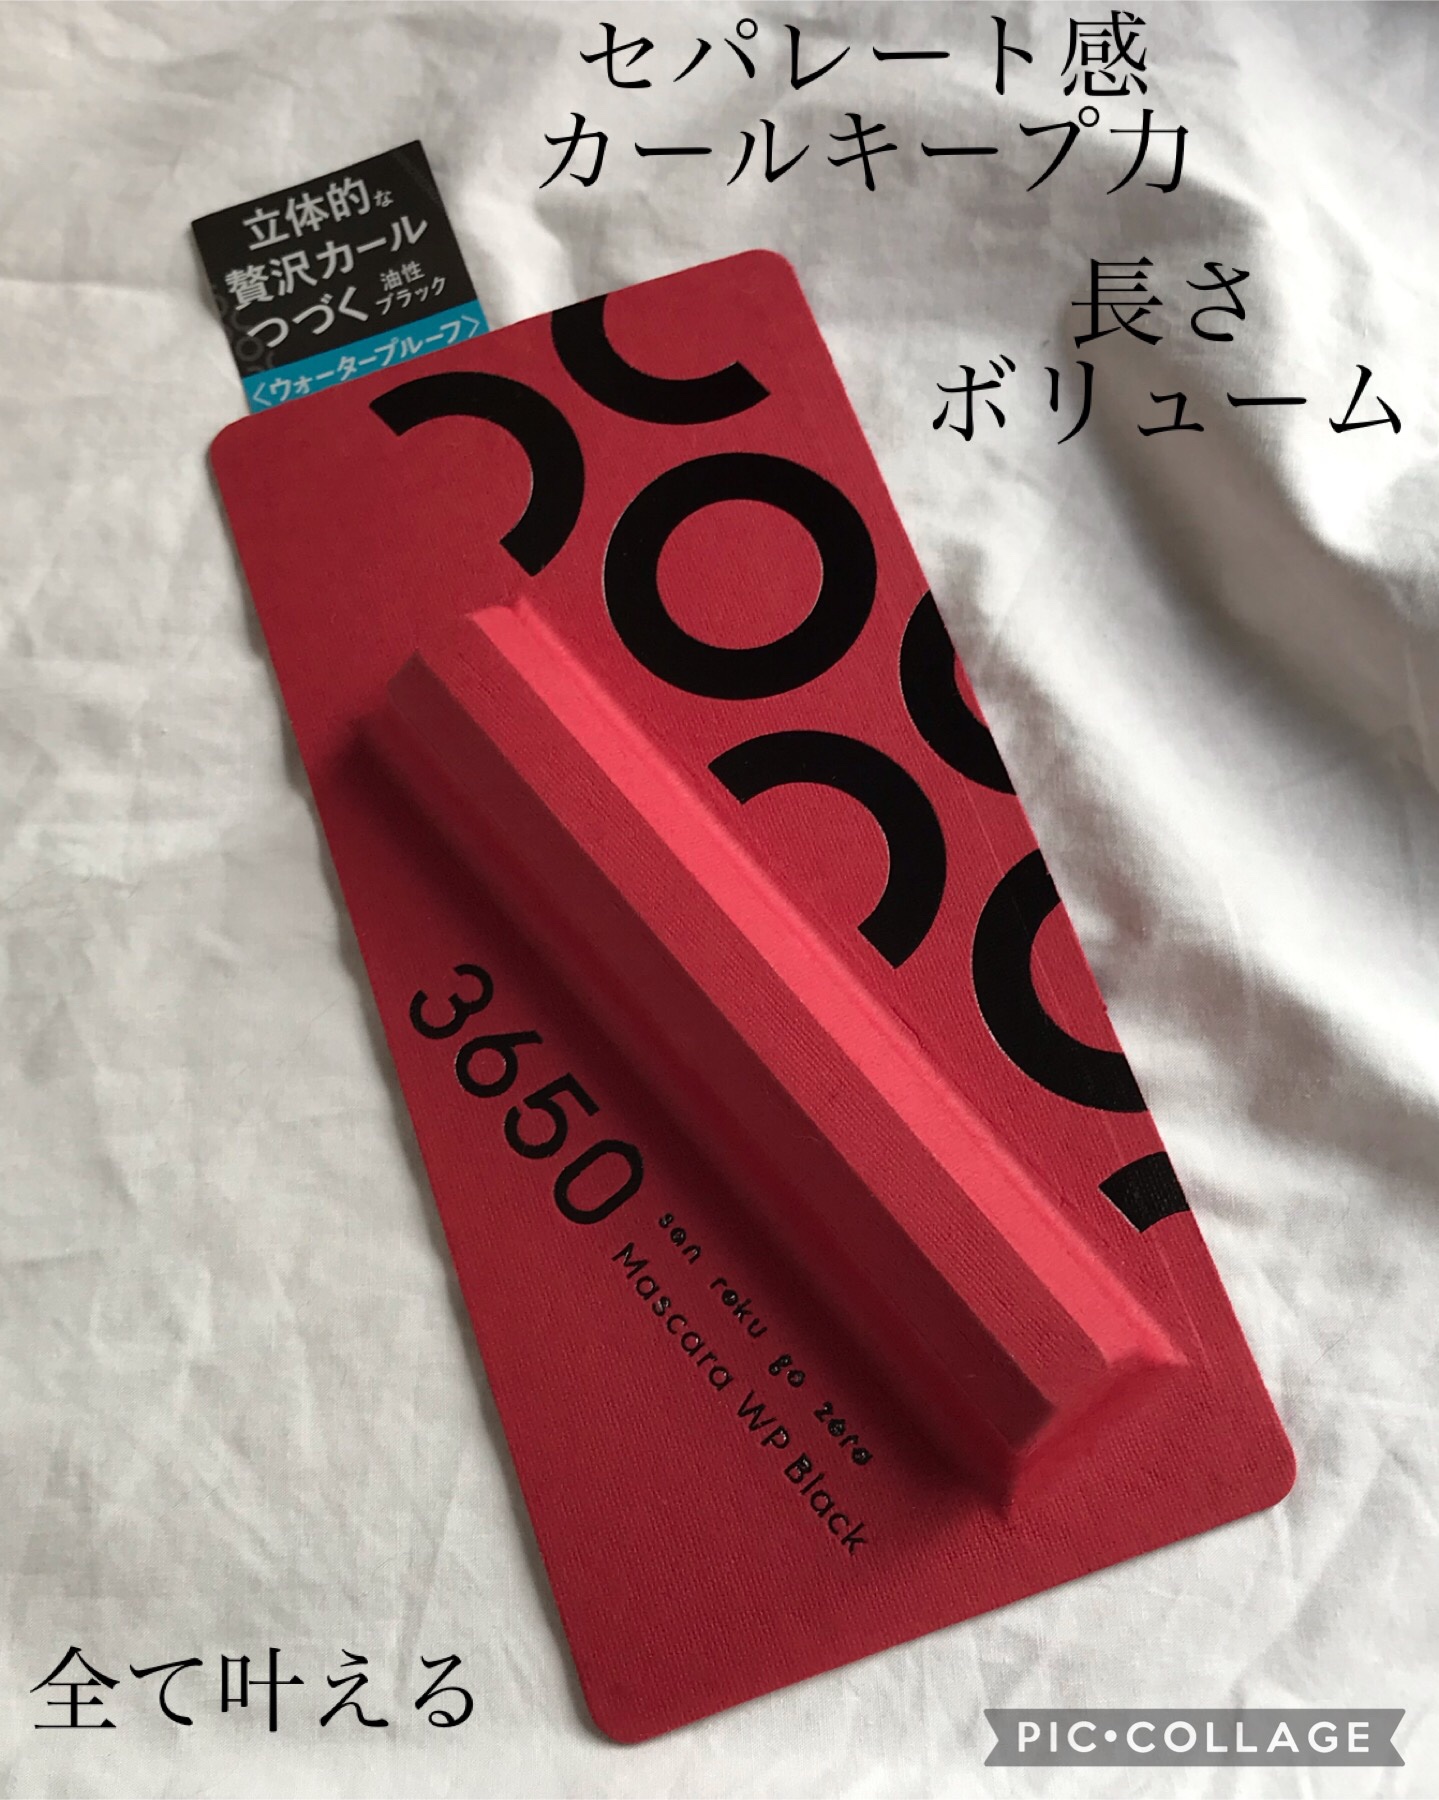 セパレート感
カールキープ力
長さ
ボリューム
立体的な
贅沢カール
つづく 油性ブラック
〈ウォータープルーフ〉
3650
san roku go zero
Mascara WP Black
全て叶える
PIC•COLLAGE